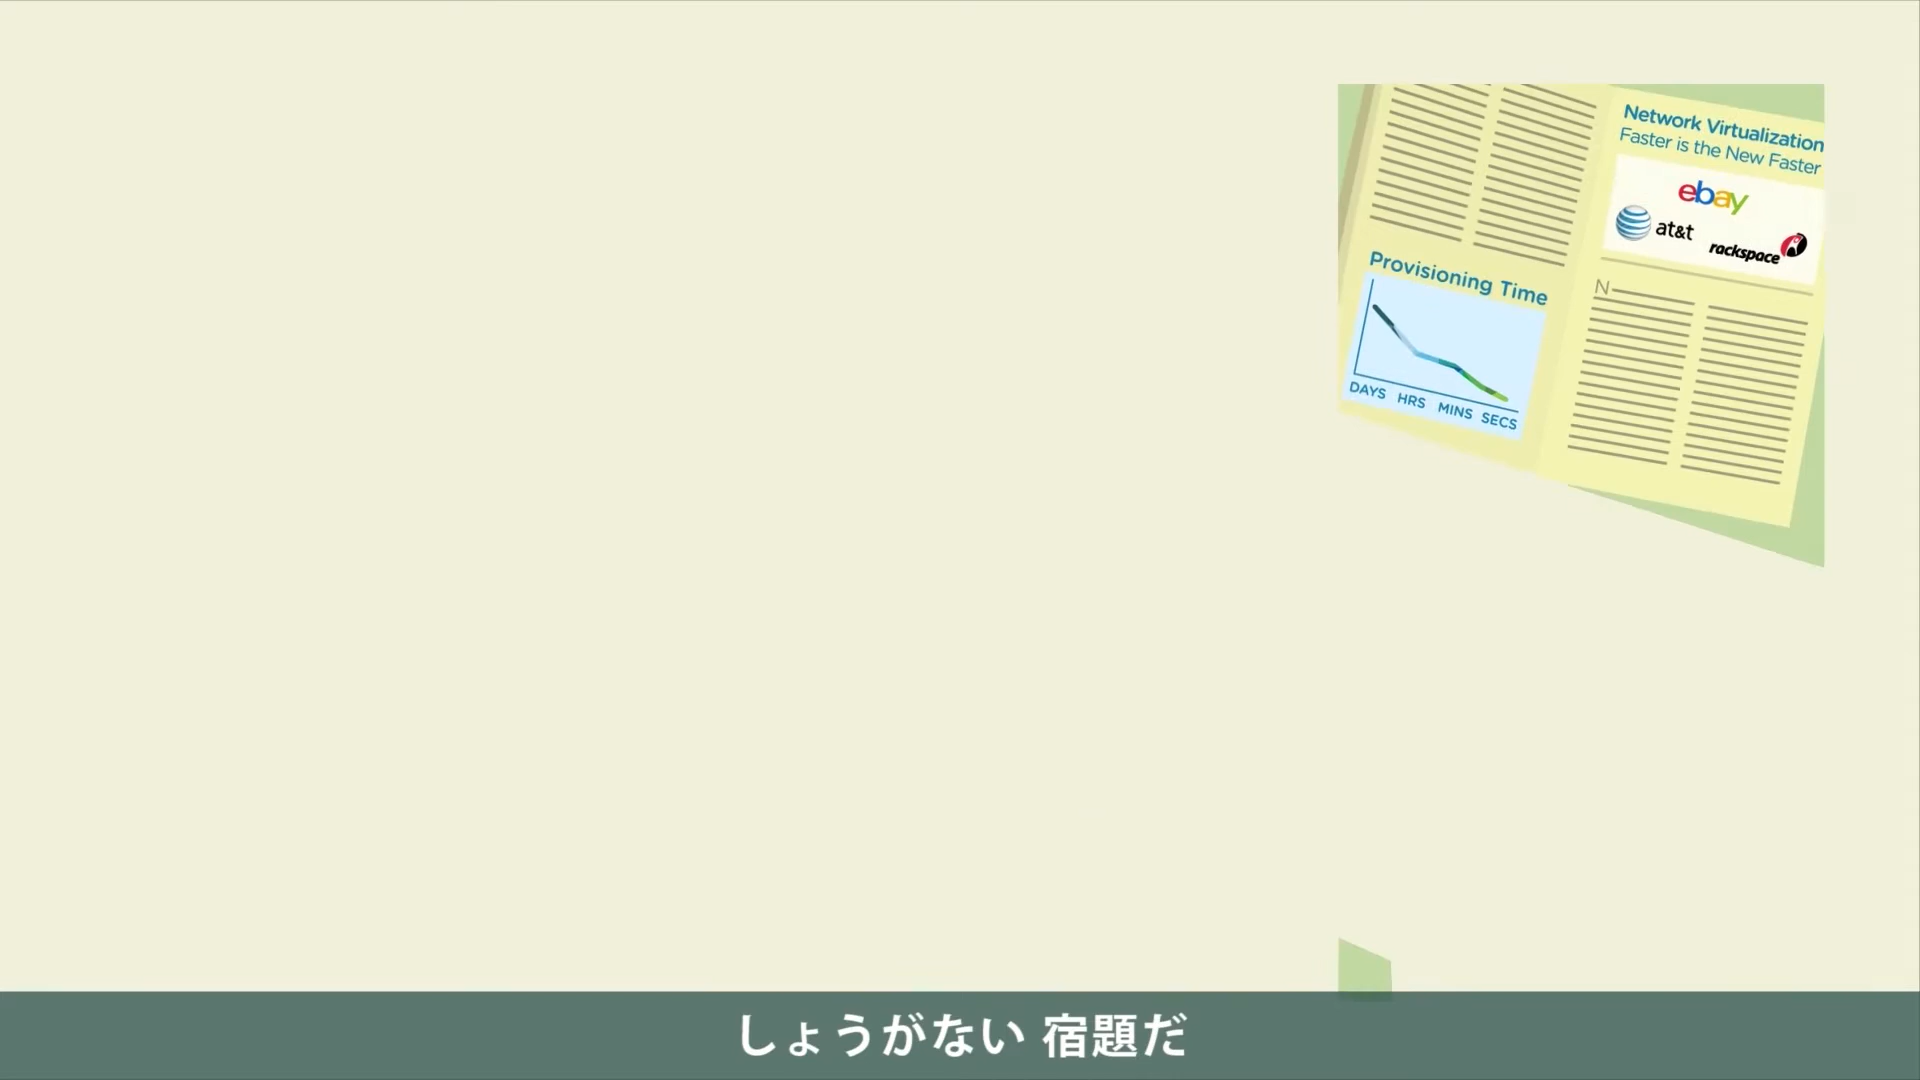 Network Virtualization
Faster is the New Faster
ebay
at&t
rackspace
Provisioning Time
DAYS HRS MINS SECS
N
しょうがない 宿題だ